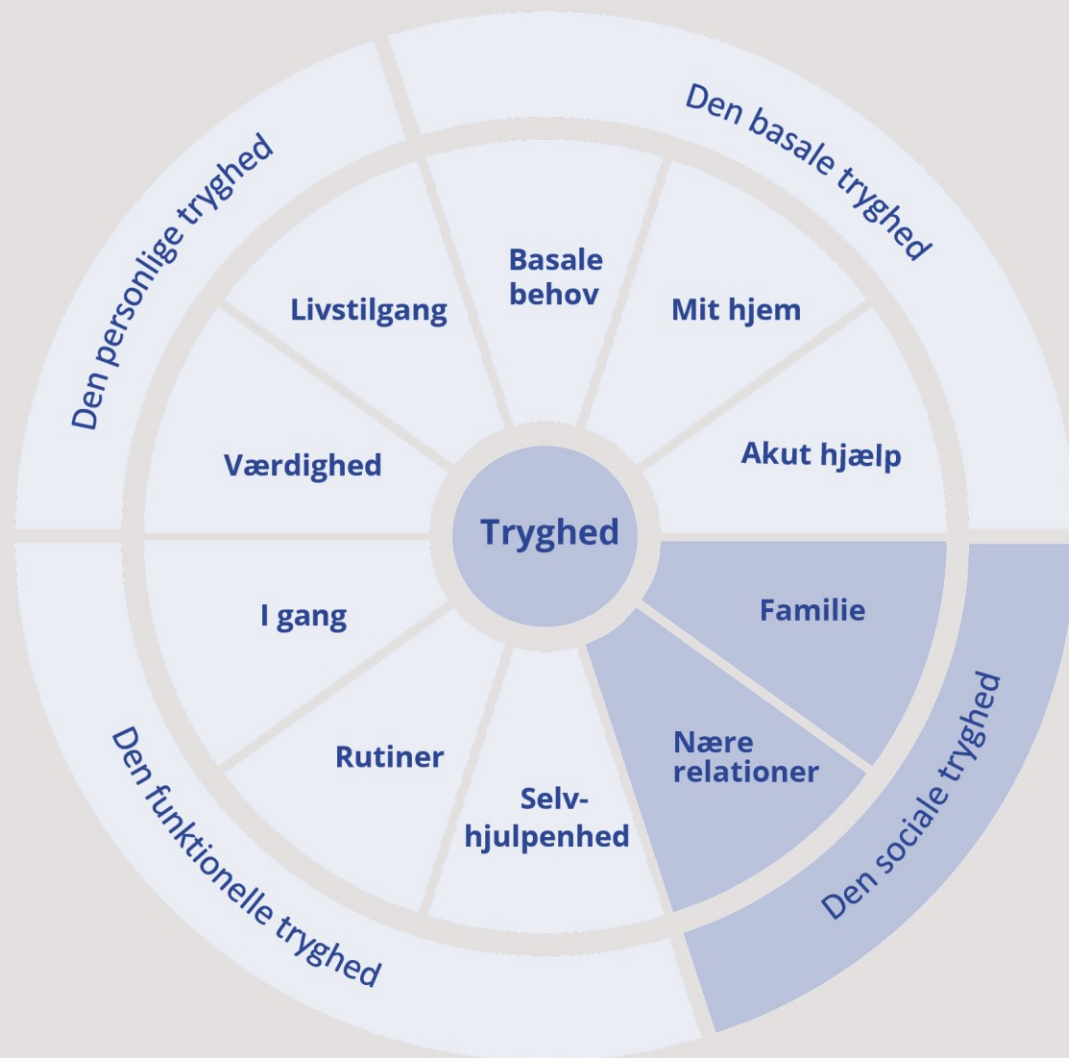 Den personlige tryghed
Den basale tryghed
Livstilgang
Basale
behov
Mit hjem
Værdighed
Akut hjælp
Tryghed
I gang
Familie
Rutiner
Selv-
hjulpenhed
Nære
relationer
Den funktionelle tryghed
Den sociale tryghed